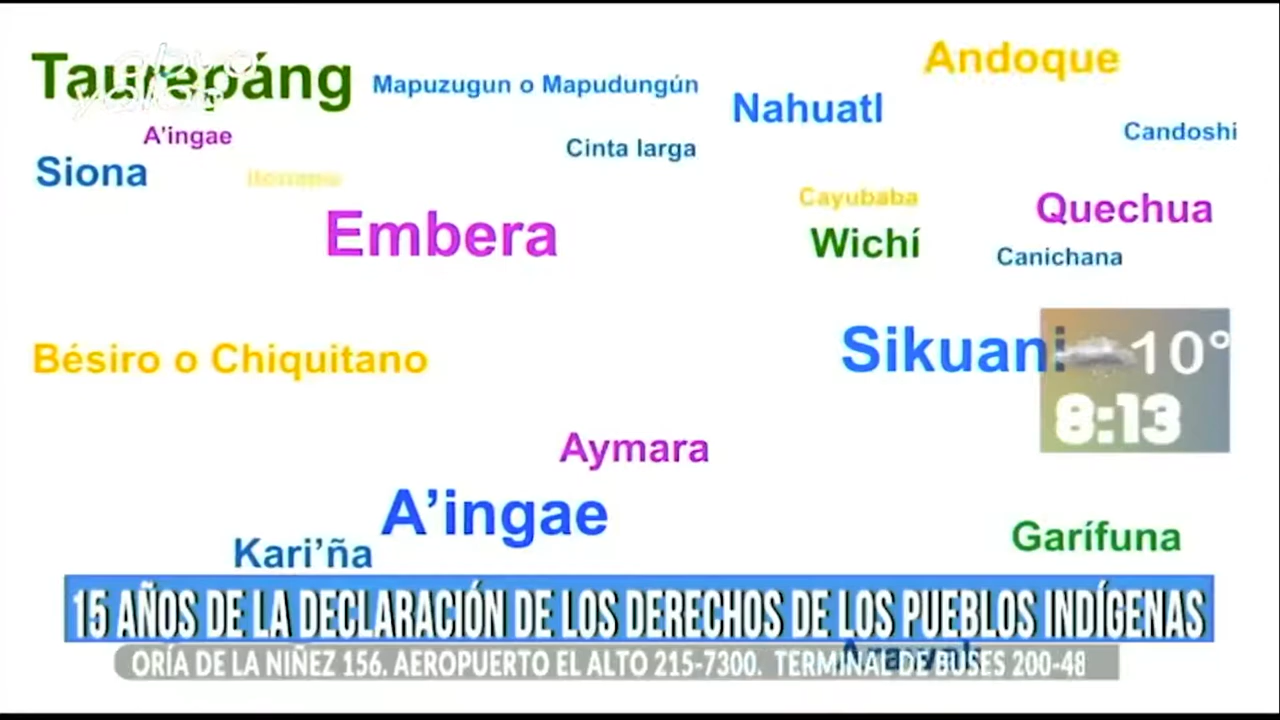 Taurepáng
Mapuzugun o Mapudungún
Andoque
Nahuatl
A'ingae
Cinta larga
Candoshi
Siona
Cayubaba
Quechua
Embera
Wichí
Canichana
Bésiro o Chiquitano
Sikuani
10°
8:13
Aymara
A’ingae
Kari’ña
Garífuna
15 AÑOS DE LA DECLARACIÓN DE LOS DERECHOS DE LOS PUEBLOS INDÍGENAS
ORÍA DE LA NIÑEZ 156. AEROPUERTO EL ALTO 215-7300. TERMINAL DE BUSES 200-48